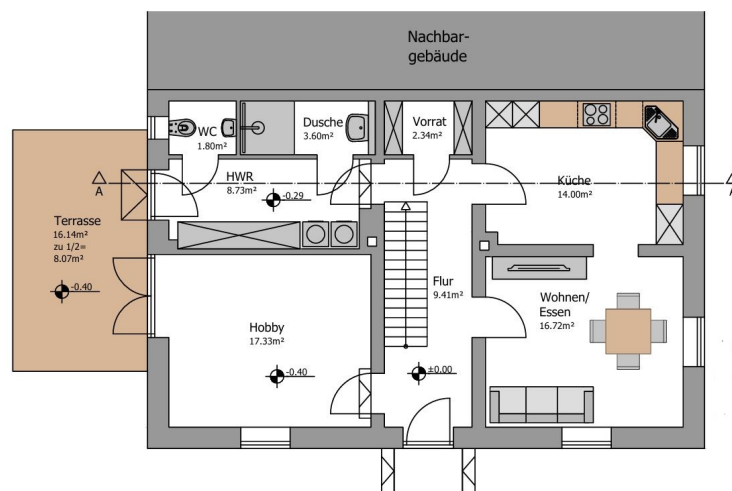 Nachbar-
gebäude
WC
1.80m²
Dusche
3.60m²
Vorrat
2.34m²
HWR
8.73m²
-0.29
Küche
14.00m²
A
A
Terrasse
16.14m²
zu 1/2=
8.07m²
-0.40
Flur
9.41m²
Wohnen/
Essen
16.72m²
Hobby
17.33m²
-0.40
±0.00